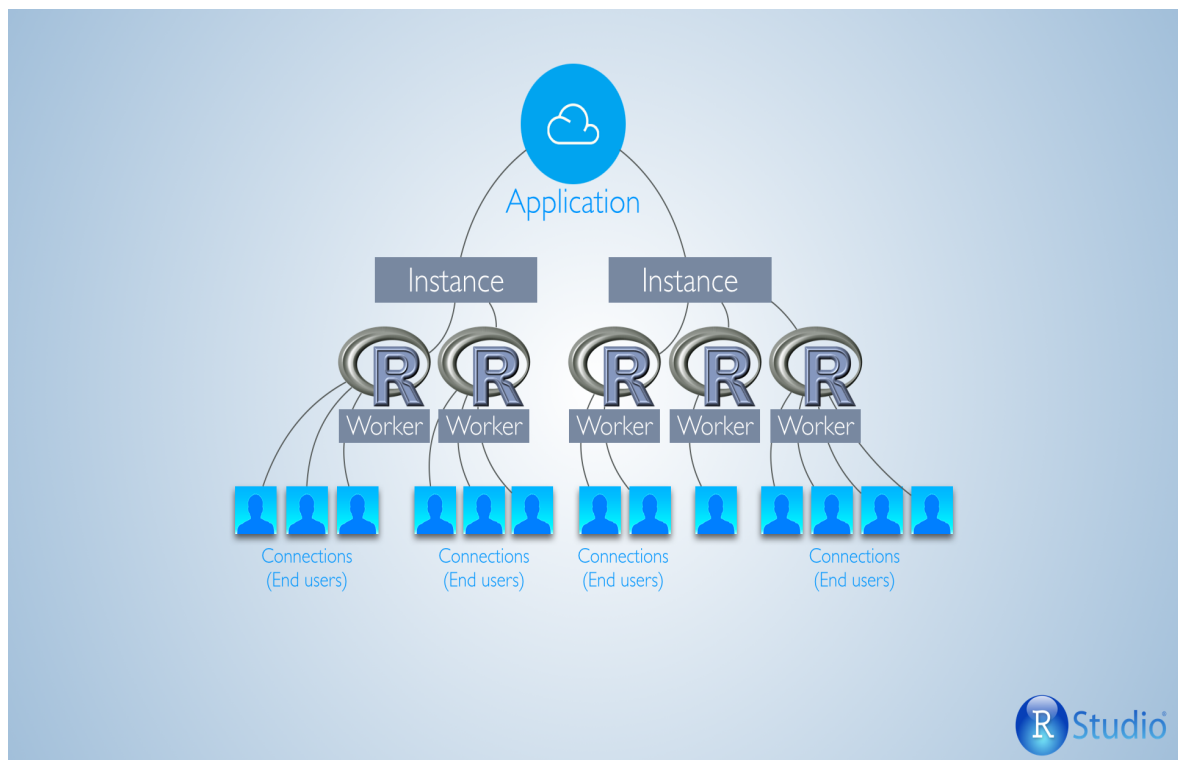 Application
Instance
Instance
R
R
R
R
R
Worker
Worker
Worker
Worker
Worker
Connections
(End users)
Connections
(End users)
Connections
(End users)
Connections
(End users)
R Studio®